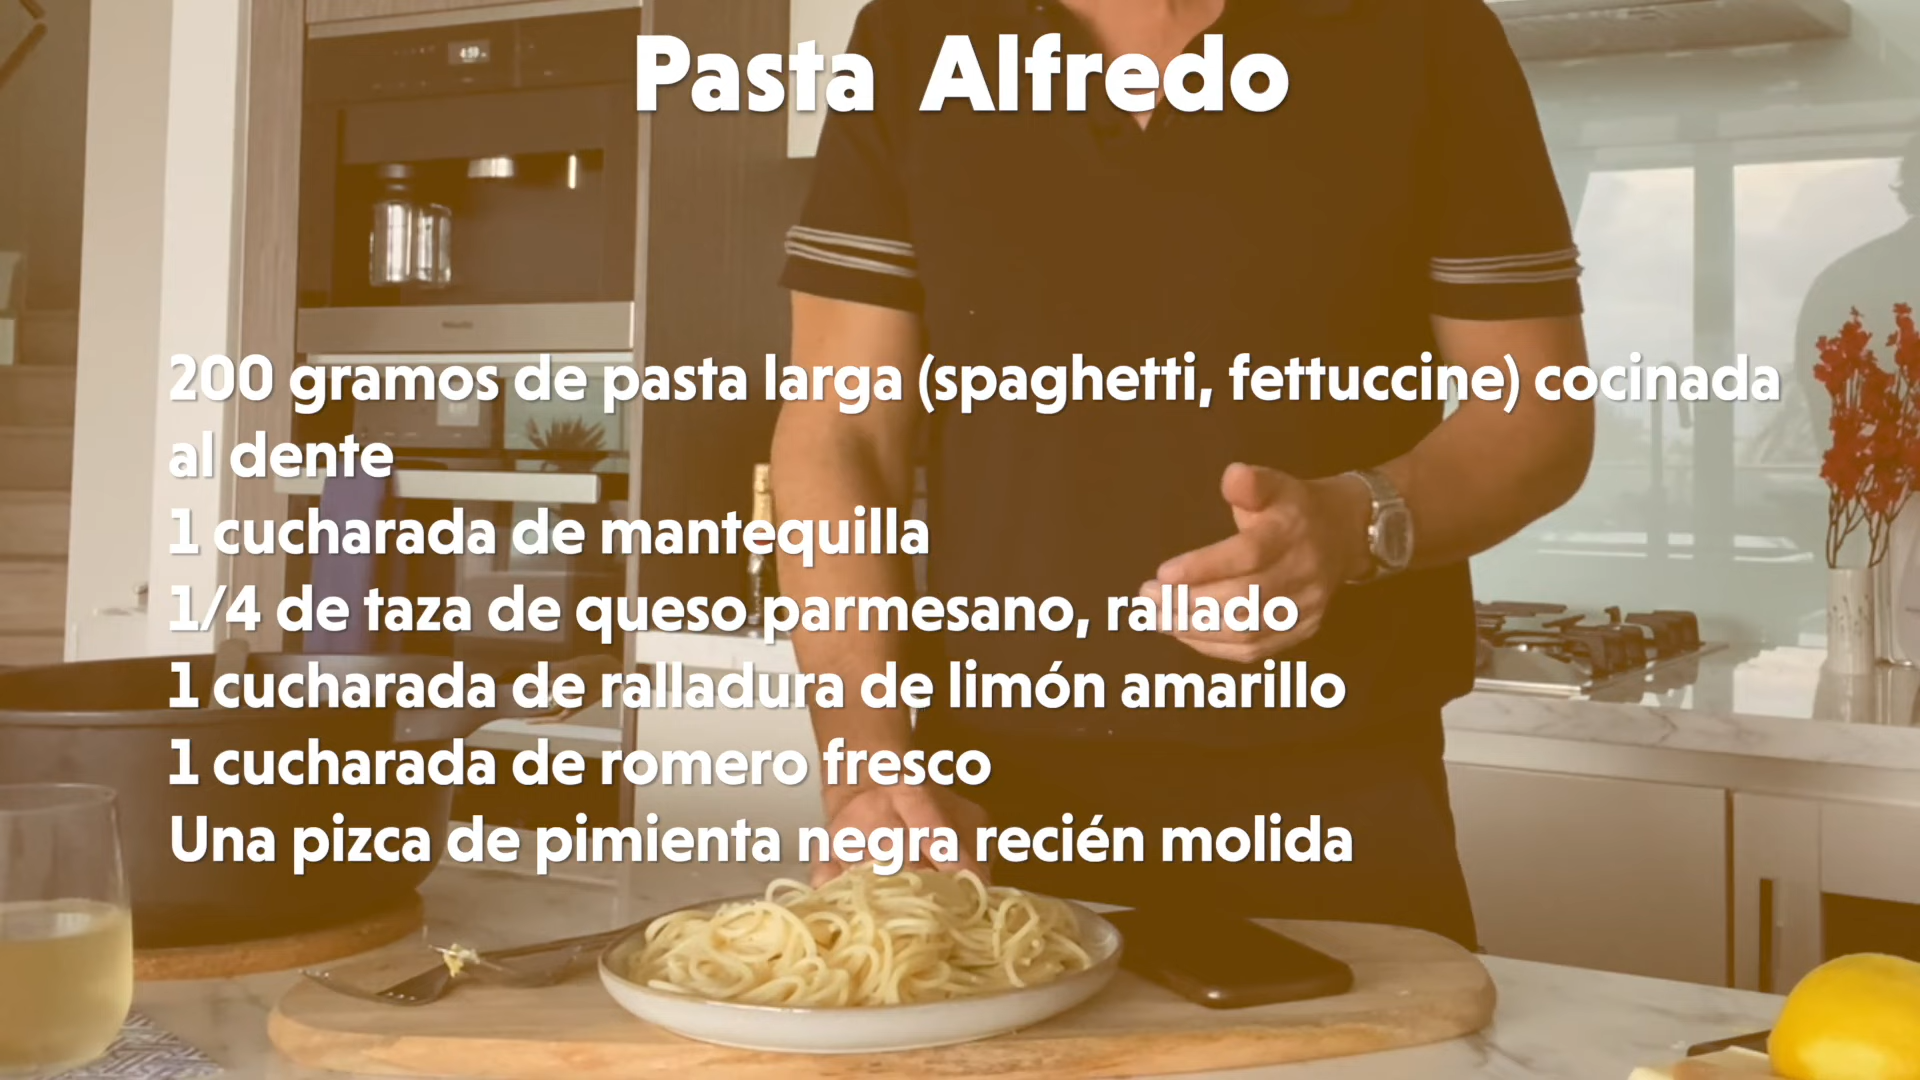 Pasta Alfredo
200 gramos de pasta larga (spaghetti, fettuccine) cocinada
al dente
1 cucharada de mantequilla
1/4 de taza de queso parmesano, rallado
1 cucharada de ralladura de limón amarillo
1 cucharada de romero fresco
Una pizca de pimienta negra recién molida